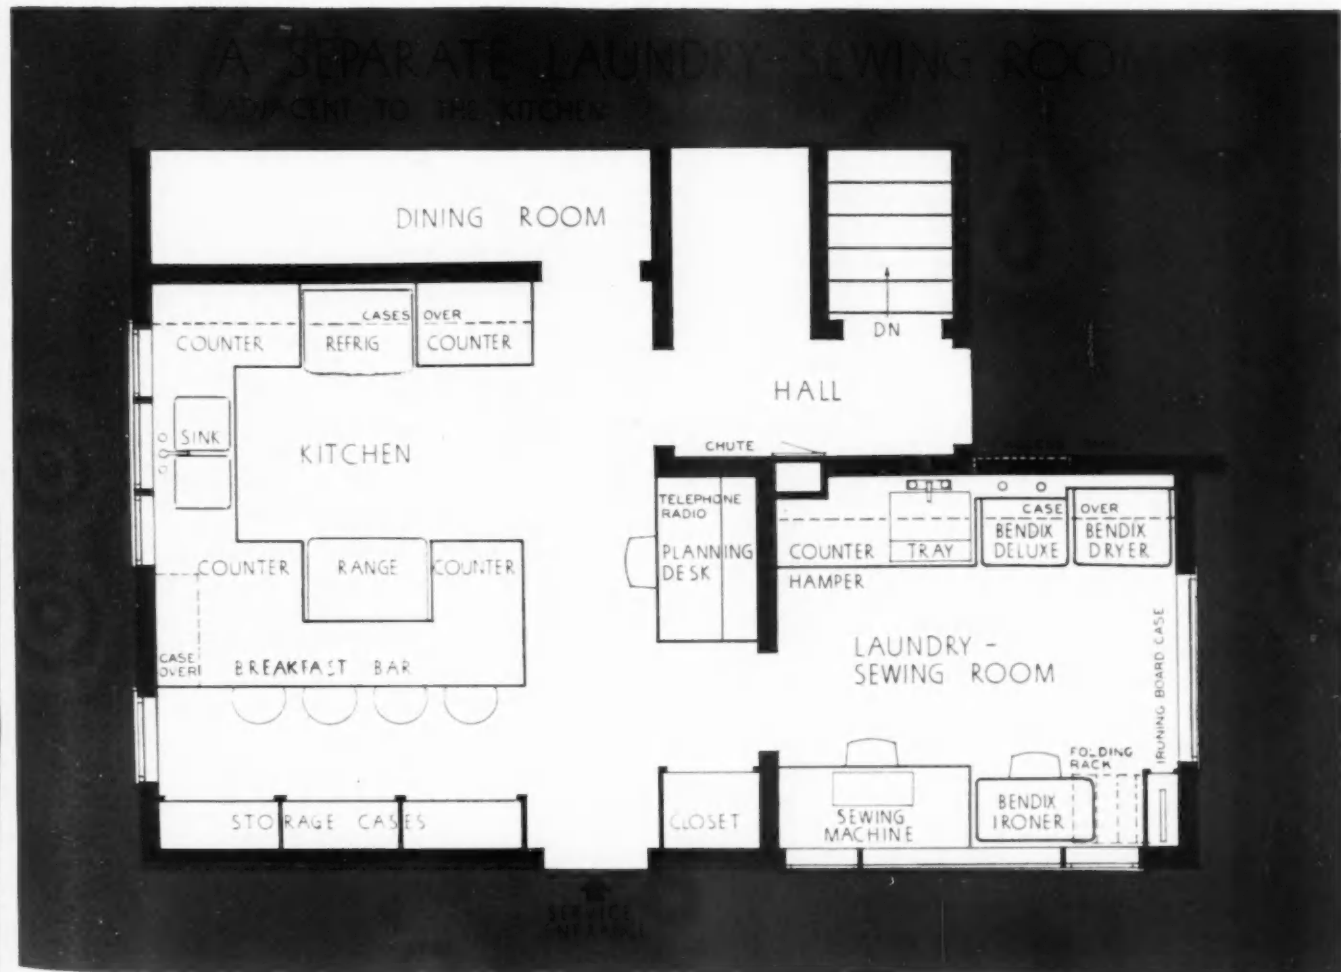 A SEPARATE LAUNDRY-SEWING ROOM
ADJACENT TO THE KITCHEN
DINING ROOM
CASES OVER
COUNTER
REFRIG
COUNTER
DN
HALL
SINK
KITCHEN
CHUTE
TELEPHONE
RADIO
PLANNING
DESK
CASE OVER
COUNTER
TRAY
BENDIX
DELUXE
BENDIX
DRYER
HAMPER
COUNTER
RANGE
COUNTER
CASE
OVER
BREAKFAST BAR
LAUNDRY -
SEWING ROOM
IRONING BOARD CASE
FOLDING
RACK
STORAGE CASES
CLOSET
SEWING
MACHINE
BENDIX
IRONER
SERVICE
ENTRANCE